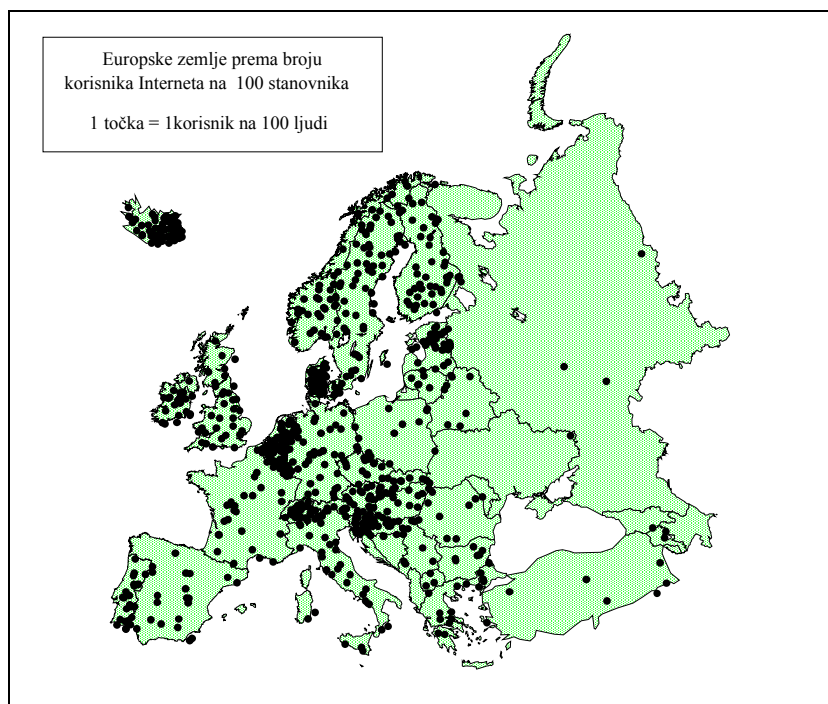 Europske zemlje prema broju
korisnika Interneta na 100 stanovnika
1 točka = 1korisnik na 100 ljudi